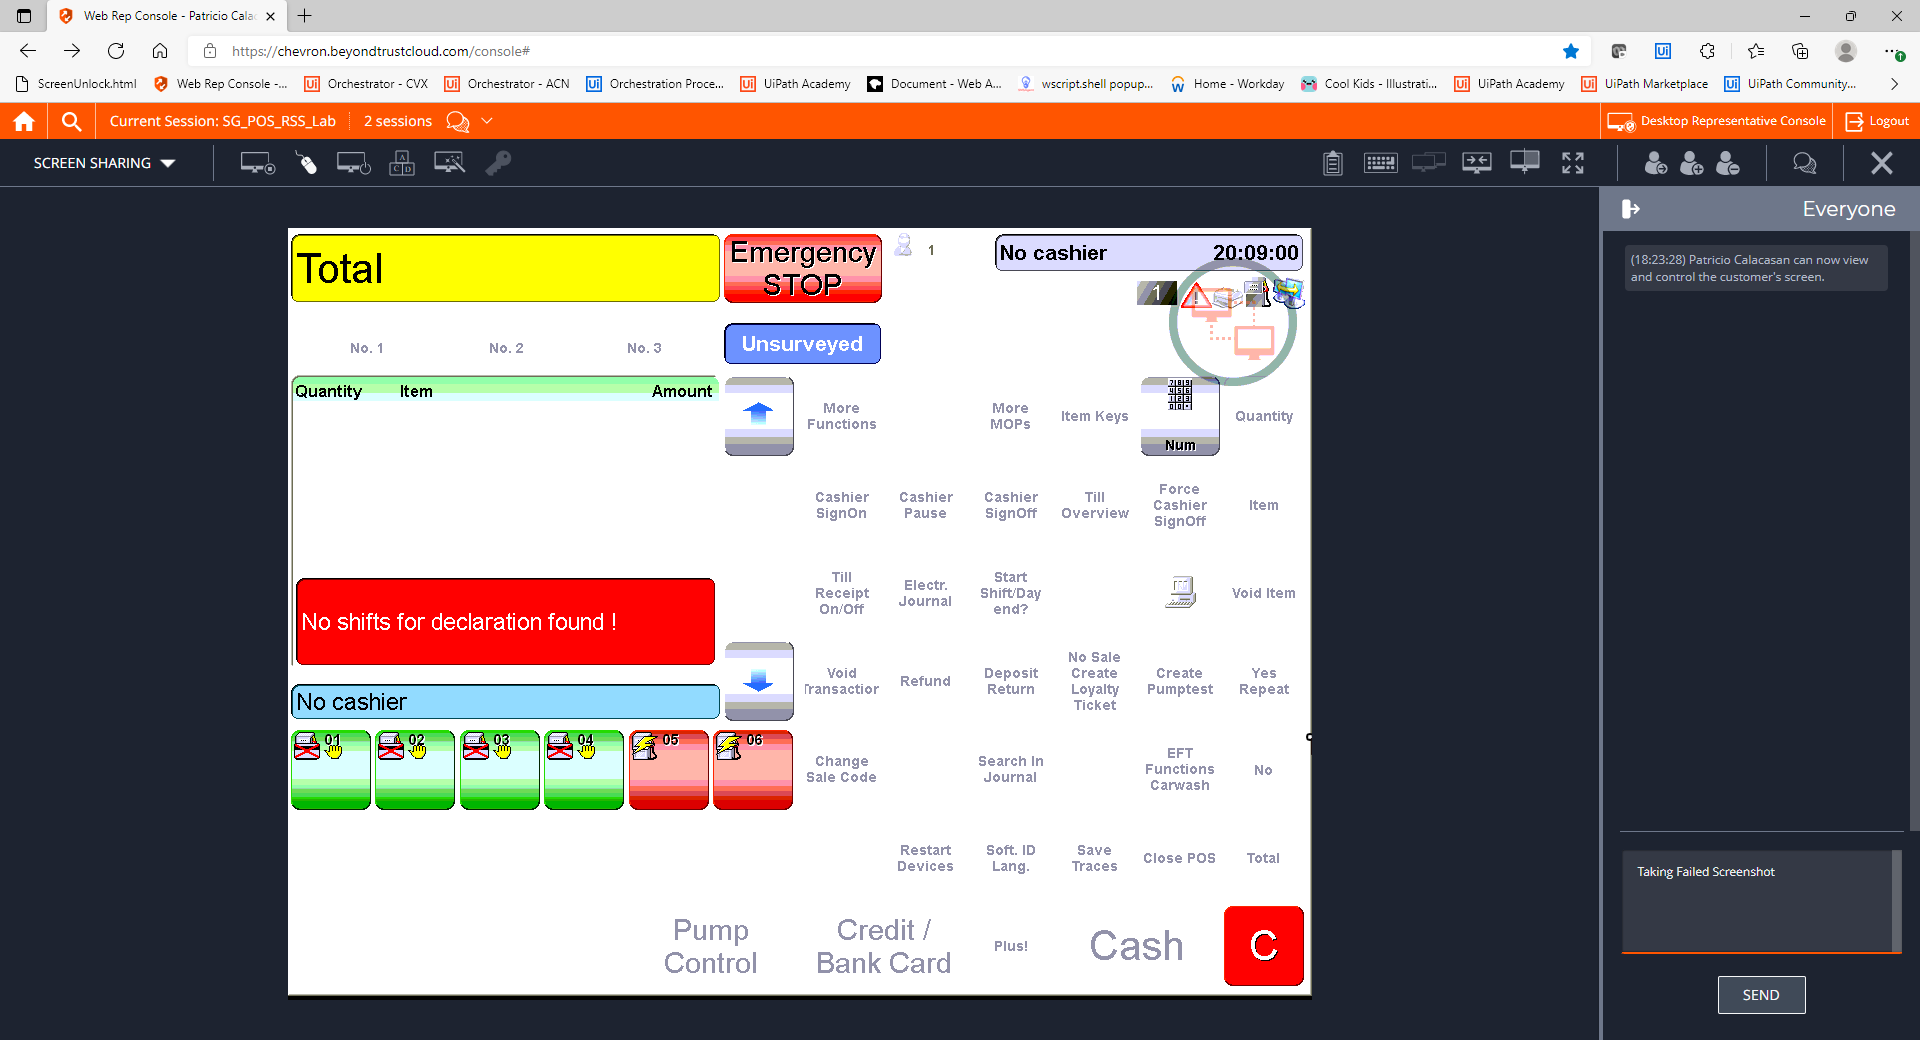 Web Rep Console - Patricio Cala
https://chevron.beyondtrustcloud.com/console#
ScreenUnlock.html
Web Rep Console -...
Orchestrator - CVX
Orchestrator - ACN
Orchestration Proce...
UiPath Academy
Document - Web A...
wscript.shell popup...
Home - Workday
Cool Kids - Illustrati...
UiPath Academy
UiPath Marketplace
UiPath Community...
Current Session: SG_POS_RSS_Lab
2 sessions
Desktop Representative Console
Logout
SCREEN SHARING
Everyone
(18:23:28) Patricio Calacasan can now view
and control the customer's screen.
Total
Emergency
STOP
1
No cashier 20:09:00
1
No. 1
No. 2
No. 3
Unsurveyed
Quantity Item Amount
More
Functions
More
MOPs
Item Keys
Num
Quantity
Cashier
SignOn
Cashier
Pause
Cashier
SignOff
Till
Overview
Force
Cashier
SignOff
Item
Till
Receipt
On/Off
Electr.
Journal
Start
Shift/Day
end?
Void Item
No shifts for declaration found !
Void
Transaction
Refund
Deposit
Return
No Sale
Create
Loyalty
Ticket
Create
Pumptest
Yes
Repeat
No cashier
01
02
03
04
05
06
Change
Sale Code
Search In
Journal
EFT
Functions
Carwash
No
Restart
Devices
Soft. ID
Lang.
Save
Traces
Close POS
Total
Pump
Control
Credit /
Bank Card
Plus!
Cash
C
Taking Failed Screenshot
SEND